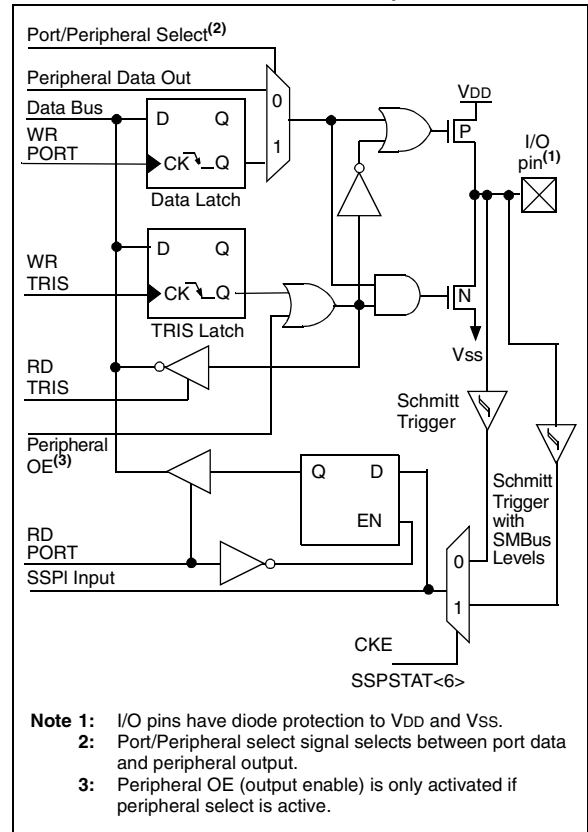 Port/Peripheral Select(2)
Peripheral Data Out
Data Bus
WR
PORT
D Q
CK Q
Data Latch
0
1
VDD
P
I/O
pin(1)
WR
TRIS
D Q
CK Q
TRIS Latch
N
VSS
RD
TRIS
Schmitt
Trigger
Peripheral
OE(3)
Q D
EN
Schmitt
Trigger
with
SMBus
Levels
RD
PORT
SSPI Input
0
1
CKE
SSPSTAT<6>
Note 1: I/O pins have diode protection to VDD and VSS.
2: Port/Peripheral select signal selects between port data
and peripheral output.
3: Peripheral OE (output enable) is only activated if
peripheral select is active.